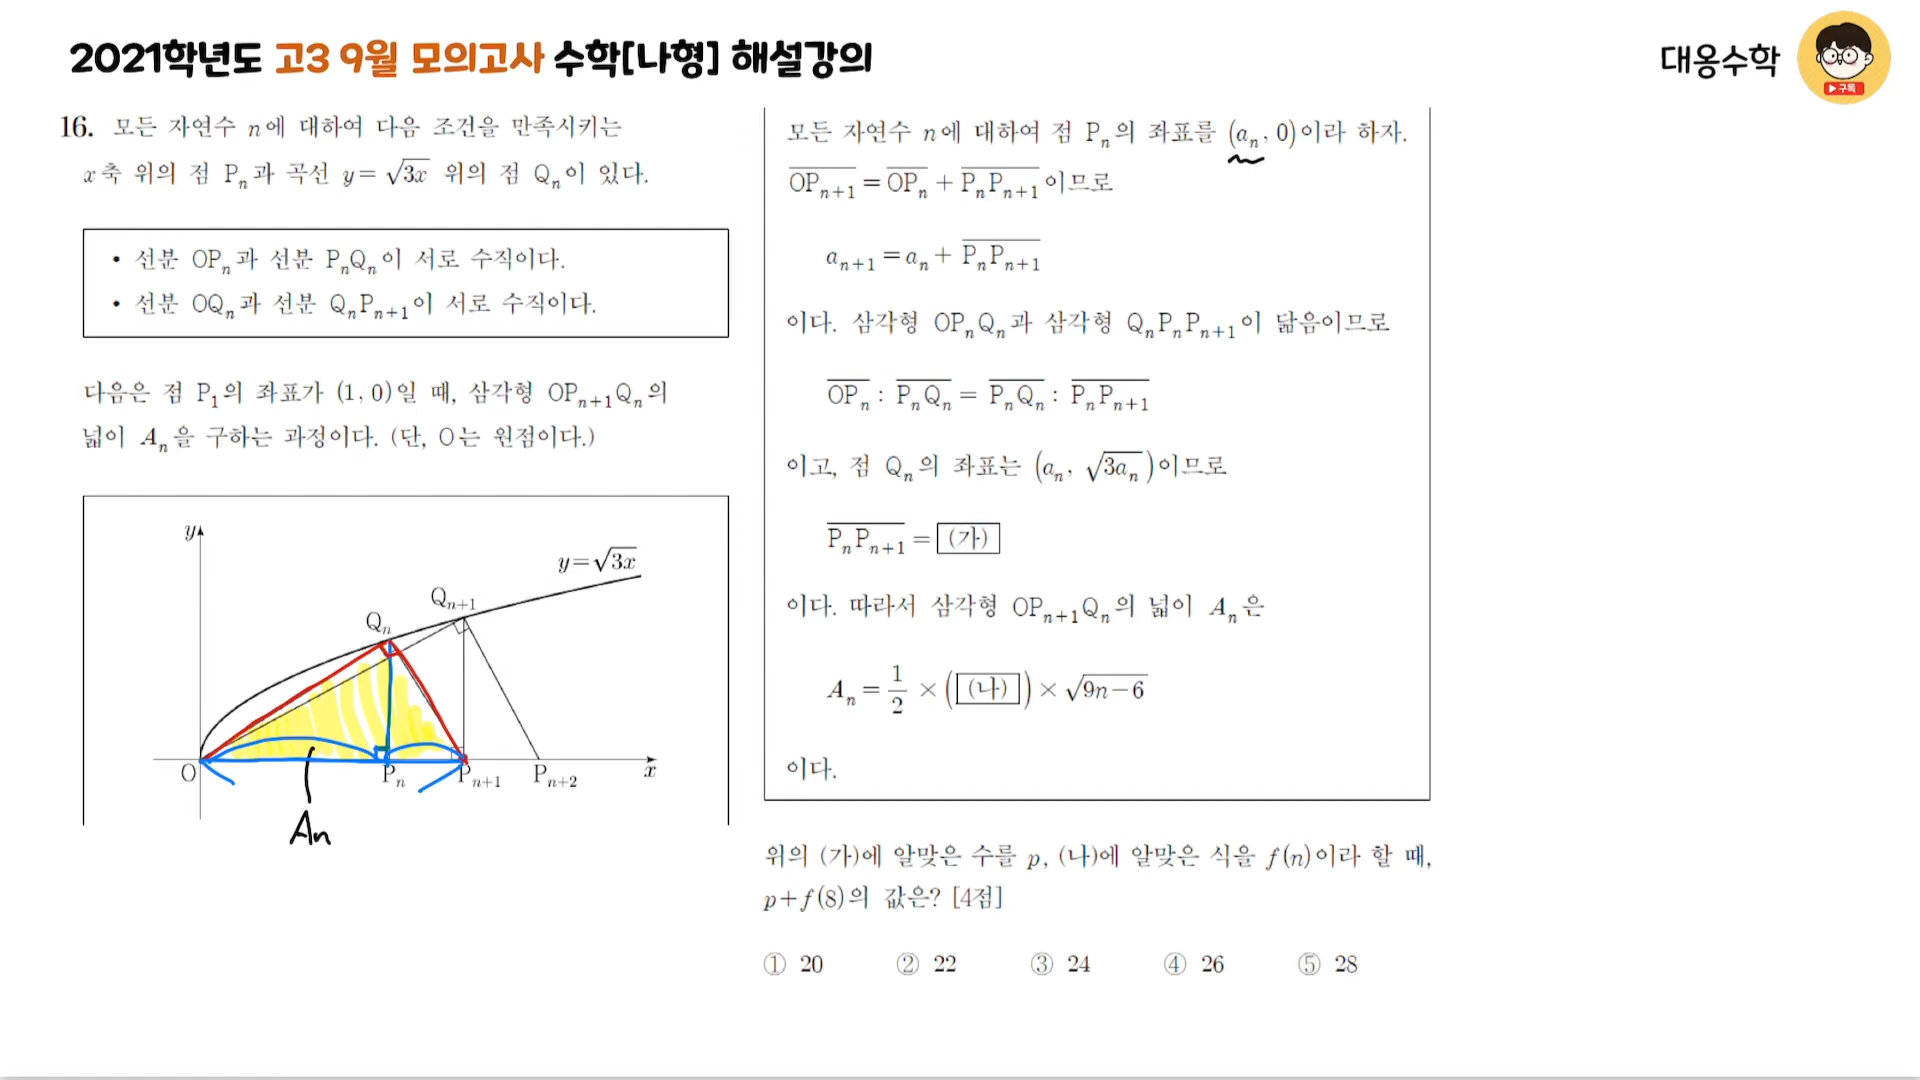 2021학년도 고3 9월 모의고사 수학[나형] 해설강의
대웅수학
구독
16. 모든 자연수 n에 대하여 다음 조건을 만족시키는
x축 위의 점 Pₙ과 곡선 y=√(3x) 위의 점 Qₙ이 있다.
• 선분 OPₙ과 선분 PₙQₙ이 서로 수직이다.
• 선분 OQₙ과 선분 QₙPₙ₊₁이 서로 수직이다.
다음은 점 P₁의 좌표가 (1, 0)일 때, 삼각형 OPₙ₊₁Qₙ의
넓이 Aₙ을 구하는 과정이다. (단, O는 원점이다.)
y
y=√(3x)
Qₙ₊₁
Qₙ
O
Pₙ
Pₙ₊₁
Pₙ₊₂
x
An
모든 자연수 n에 대하여 점 Pₙ의 좌표를 (aₙ, 0)이라 하자.
O͞P͞ₙ₊₁ = O͞P͞ₙ + P͞ₙP͞ₙ₊₁이므로
aₙ₊₁ = aₙ + P͞ₙP͞ₙ₊₁
이다. 삼각형 OPₙQₙ과 삼각형 QₙPₙPₙ₊₁이 닮음이므로
O͞P͞ₙ : P͞ₙQ͞ₙ = P͞ₙQ͞ₙ : P͞ₙP͞ₙ₊₁
이고, 점 Qₙ의 좌표는 (aₙ, √(3aₙ))이므로
P͞ₙP͞ₙ₊₁ = (가)
이다. 따라서 삼각형 OPₙ₊₁Qₙ의 넓이 Aₙ은
Aₙ = 1/2 × ( (나) ) × √(9n−6)
이다.
위의 (가)에 알맞은 수를 p, (나)에 알맞은 식을 f(n)이라 할 때,
p+f(8)의 값은? [4점]
① 20 ② 22 ③ 24 ④ 26 ⑤ 28